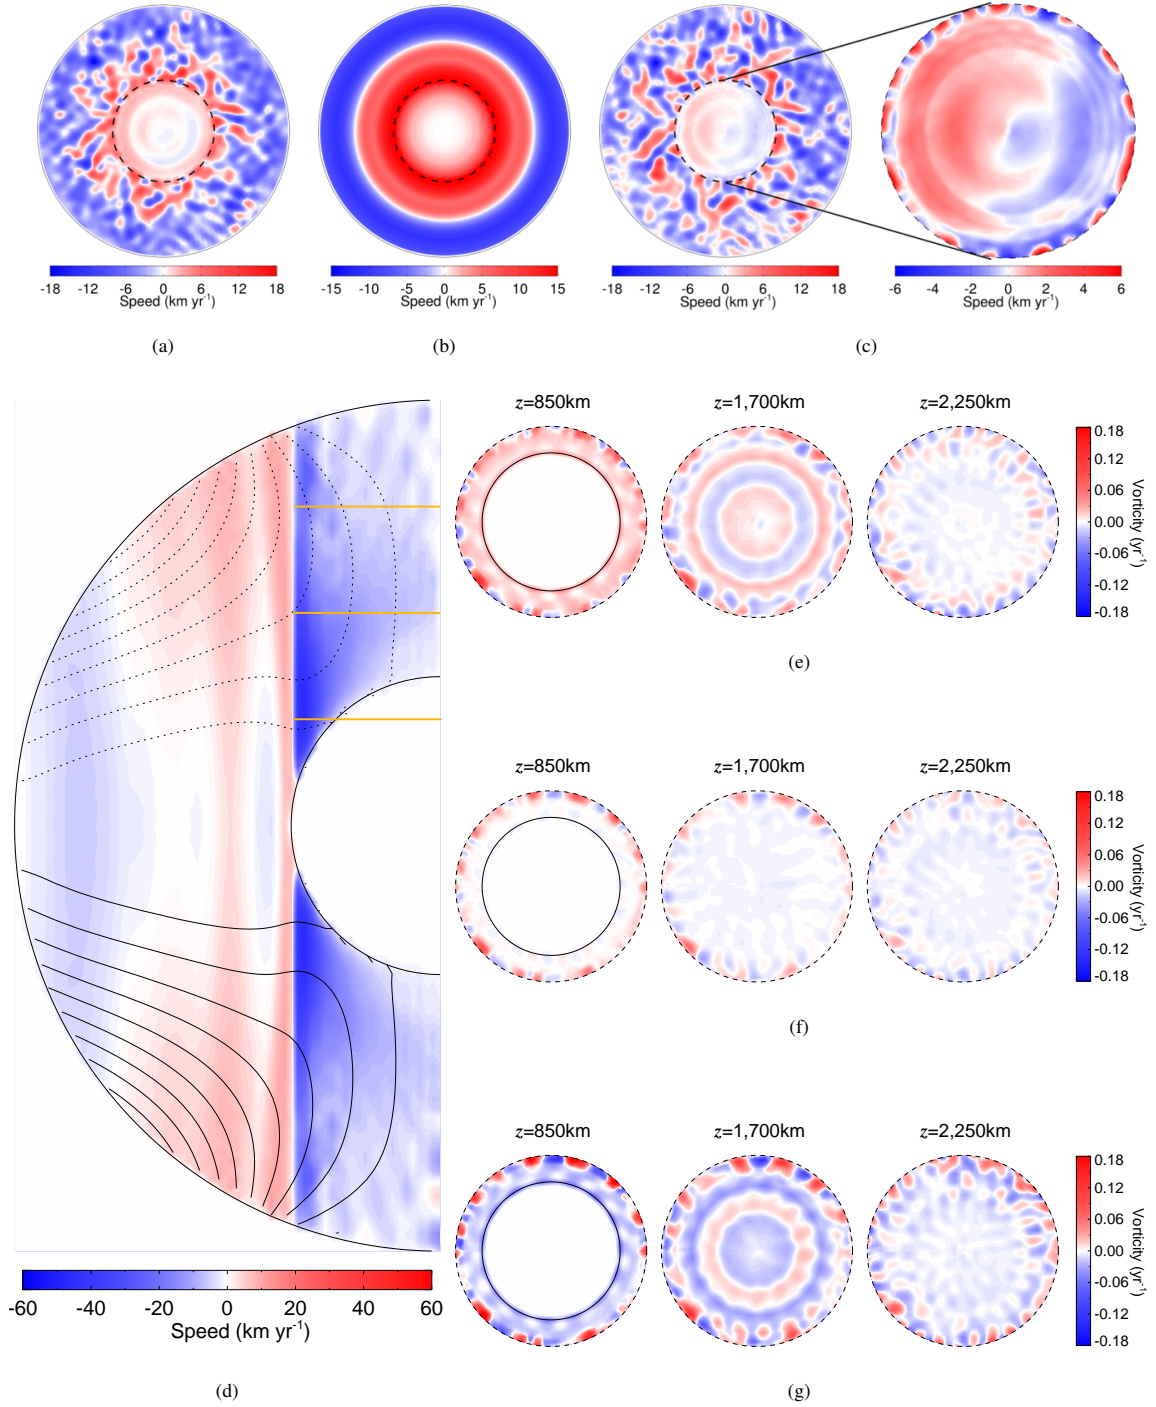 -18 -12 -6 0 6 12 18
Speed (km yr-1)
(a)
-15 -10 -5 0 5 10 15
Speed (km yr-1)
(b)
-18 -12 -6 0 6 12 18
Speed (km yr-1)
-6 -4 -2 0 2 4 6
Speed (km yr-1)
(c)
-60 -40 -20 0 20 40 60
Speed (km yr-1)
(d)
z=850km z=1,700km z=2,250km
0.18
0.12
0.06
0.00
-0.06
-0.12
-0.18
Vorticity (yr-1)
(e)
z=850km z=1,700km z=2,250km
0.18
0.12
0.06
0.00
-0.06
-0.12
-0.18
Vorticity (yr-1)
(f)
z=850km z=1,700km z=2,250km
0.18
0.12
0.06
0.00
-0.06
-0.12
-0.18
Vorticity (yr-1)
(g)